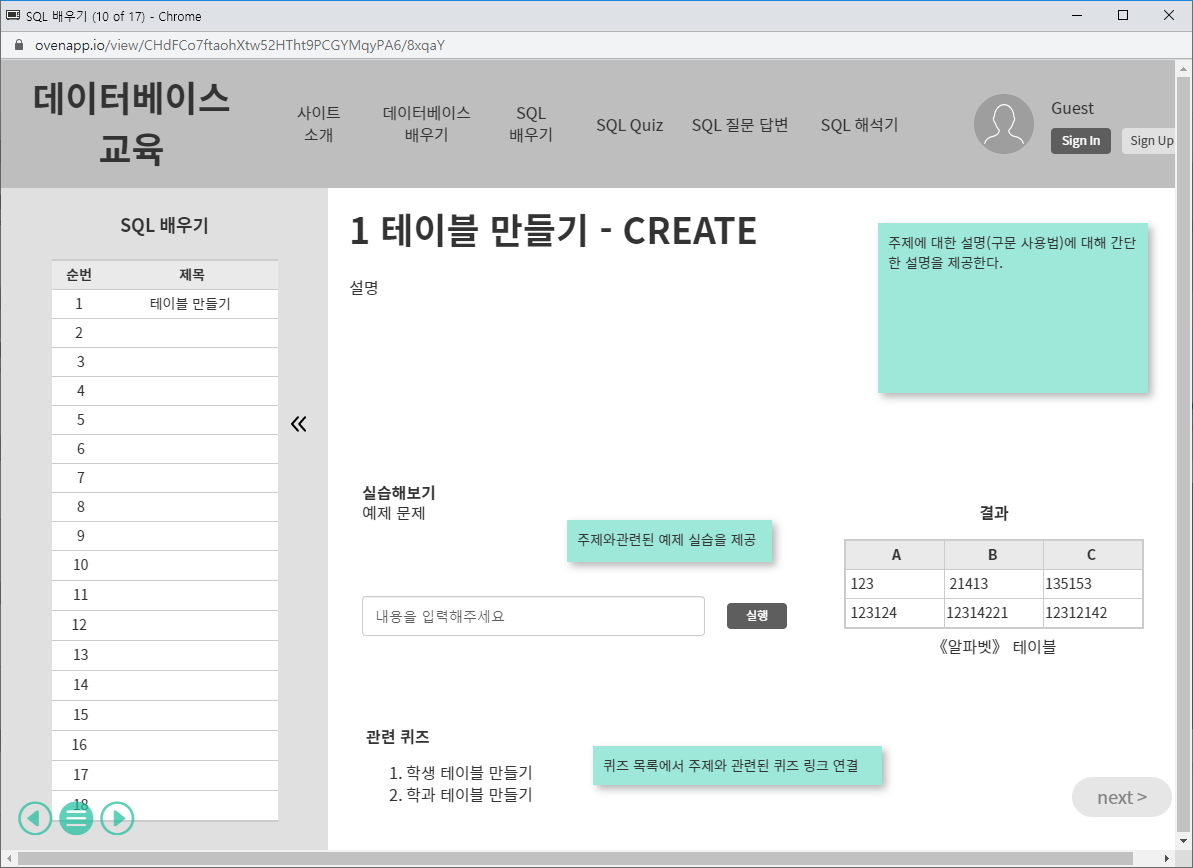 SQL 배우기 (10 of 17) - Chrome
ovenapp.io/view/CHdFCo7ftaohXtw52HTht9PCGYMqyPA6/8xqaY
데이터베이스
교육
사이트
소개
데이터베이스
배우기
SQL
배우기
SQL Quiz
SQL 질문 답변
SQL 해석기
Guest
Sign In
Sign Up
SQL 배우기
순번 제목
1 테이블 만들기
2
3
4
5
6
7
8
9
10
11
12
13
14
15
16
17
18
«
1 테이블 만들기 - CREATE
설명
주제에 대한 설명(구문 사용법)에 대해 간단
한 설명을 제공한다.
실습해보기
예제 문제
주제와관련된 예제 실습을 제공
내용을 입력해주세요
실행
결과
A B C
123 21413 135153
123124 12314221 12312142
《알파벳》 테이블
관련 퀴즈
1. 학생 테이블 만들기
2. 학과 테이블 만들기
퀴즈 목록에서 주제와 관련된 퀴즈 링크 연결
next >